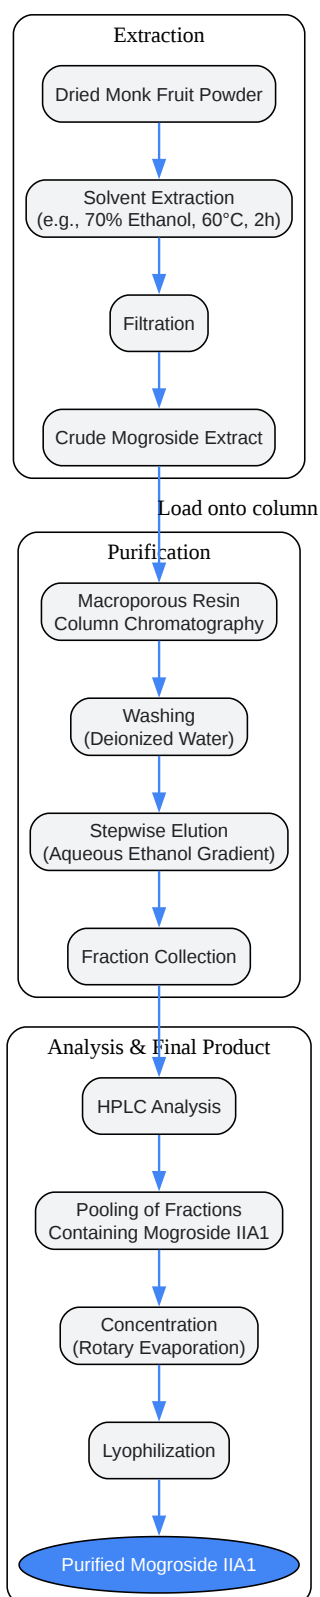 Extraction
Dried Monk Fruit Powder
Solvent Extraction
(e.g., 70% Ethanol, 60°C, 2h)
Filtration
Crude Mogroside Extract
Load onto column
Purification
Macroporous Resin
Column Chromatography
Washing
(Deionized Water)
Stepwise Elution
(Aqueous Ethanol Gradient)
Fraction Collection
Analysis & Final Product
HPLC Analysis
Pooling of Fractions
Containing Mogroside IIA1
Concentration
(Rotary Evaporation)
Lyophilization
Purified Mogroside IIA1